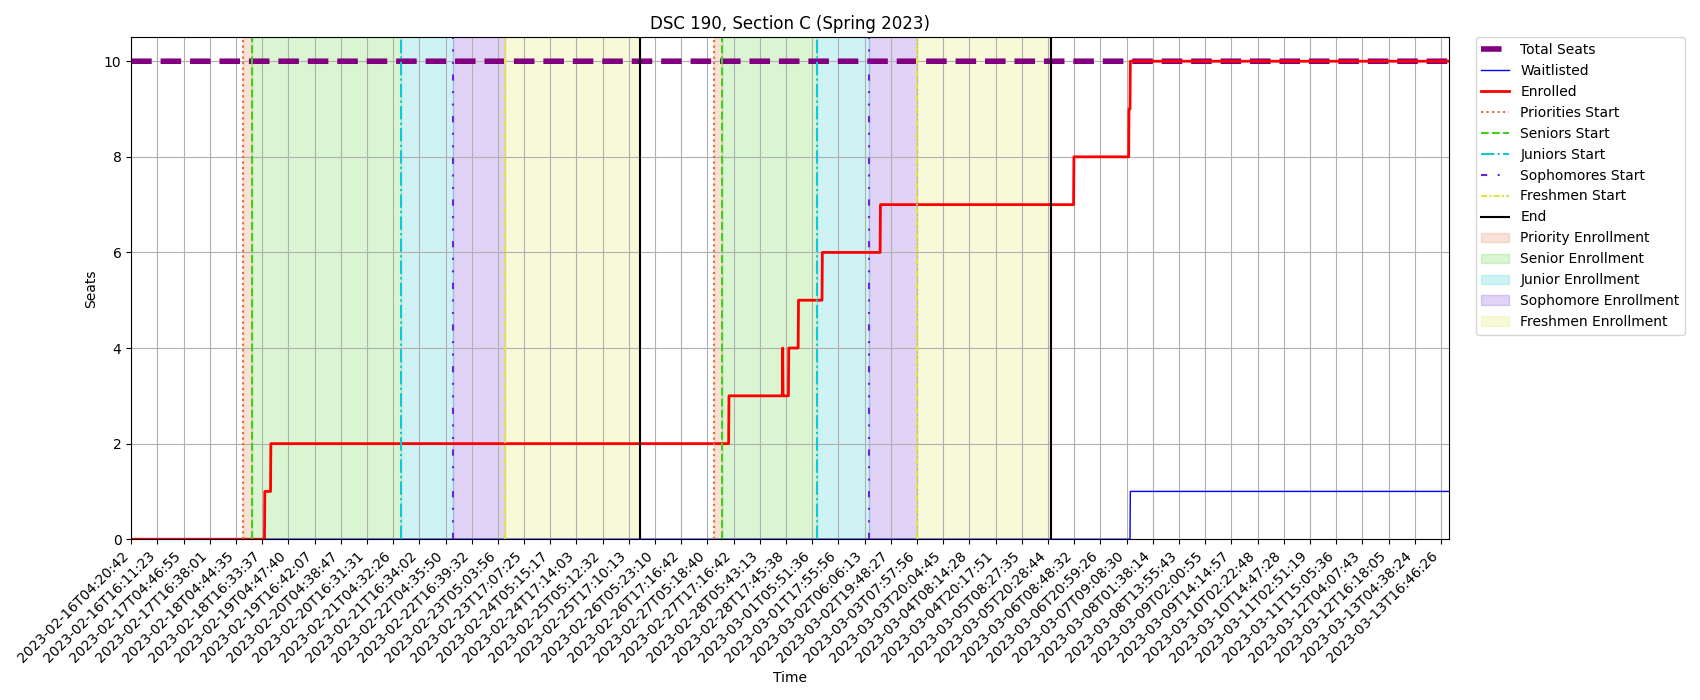 DSC 190, Section C (Spring 2023)
Total Seats
Waitlisted
Enrolled
Priorities Start
Seniors Start
Juniors Start
Sophomores Start
Freshmen Start
End
Priority Enrollment
Senior Enrollment
Junior Enrollment
Sophomore Enrollment
Freshmen Enrollment
Seats
10
8
6
4
2
0
2023-02-16T04:20:42
2023-02-16T16:11:23
2023-02-17T04:46:55
2023-02-17T16:38:01
2023-02-18T04:44:35
2023-02-18T16:33:37
2023-02-19T04:47:40
2023-02-19T16:42:07
2023-02-20T04:38:47
2023-02-20T16:31:31
2023-02-21T04:32:26
2023-02-21T16:34:02
2023-02-22T04:35:50
2023-02-22T16:39:32
2023-02-23T05:03:56
2023-02-23T17:07:25
2023-02-24T05:15:17
2023-02-24T17:14:03
2023-02-25T05:12:32
2023-02-25T17:10:13
2023-02-26T05:23:10
2023-02-26T17:16:42
2023-02-27T05:18:40
2023-02-27T17:16:42
2023-02-28T05:43:13
2023-02-28T17:45:38
2023-03-01T05:51:36
2023-03-01T17:55:56
2023-03-02T06:06:13
2023-03-02T19:48:27
2023-03-03T07:57:56
2023-03-03T20:04:45
2023-03-04T08:14:28
2023-03-04T20:17:51
2023-03-05T08:27:35
2023-03-05T20:28:44
2023-03-06T08:48:32
2023-03-06T20:59:26
2023-03-07T09:08:30
2023-03-08T01:38:14
2023-03-08T13:55:43
2023-03-09T02:00:55
2023-03-09T14:14:57
2023-03-10T02:22:48
2023-03-10T14:47:28
2023-03-11T02:51:19
2023-03-11T15:05:36
2023-03-12T04:07:43
2023-03-12T16:18:05
2023-03-13T04:38:24
2023-03-13T16:46:26
Time